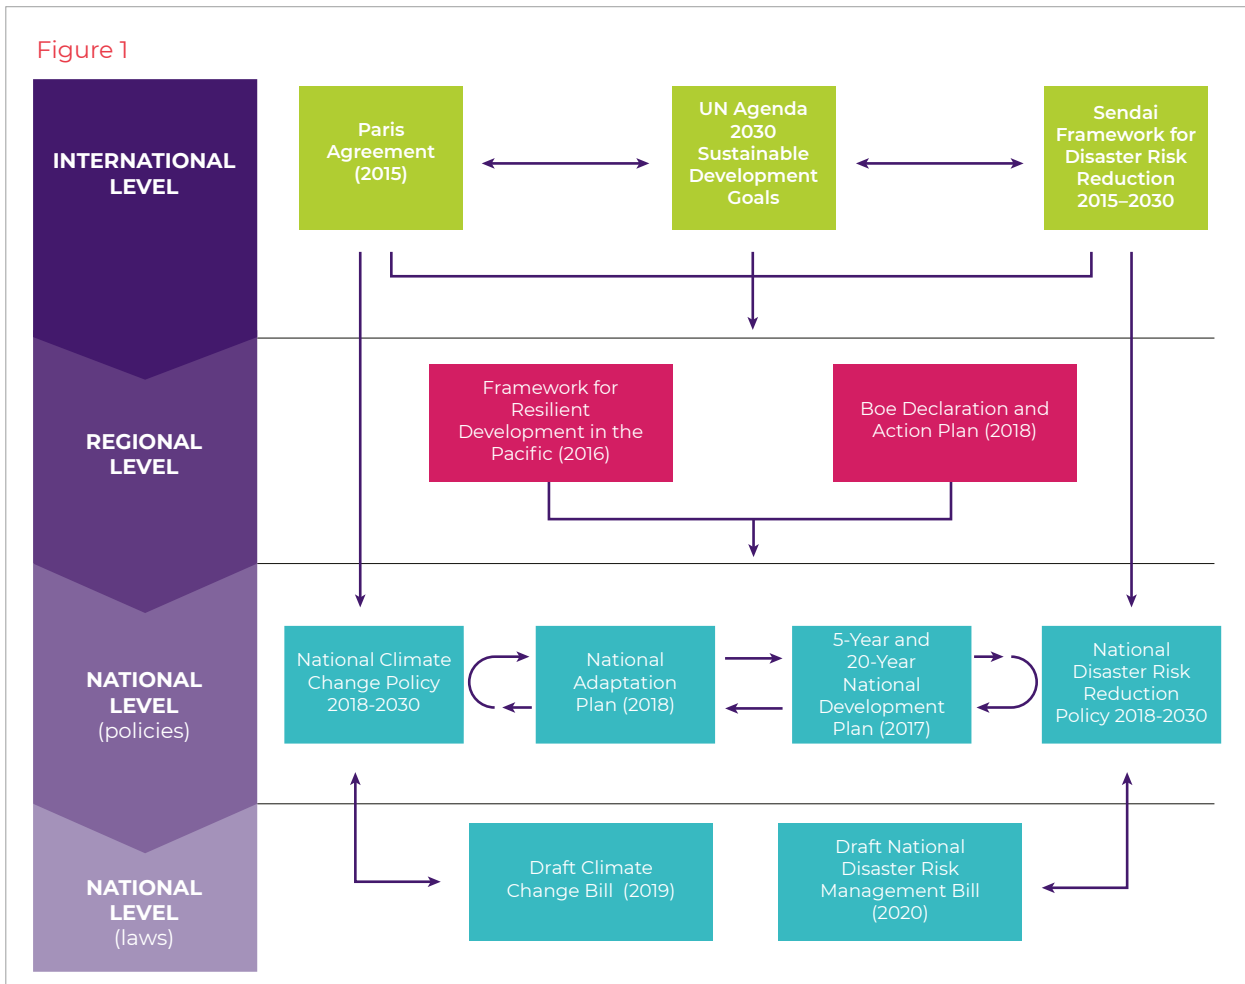 Figure 1
INTERNATIONAL
LEVEL
Paris
Agreement
(2015)
UN Agenda
2030
Sustainable
Development
Goals
Sendai
Framework for
Disaster Risk
Reduction
2015–2030
REGIONAL
LEVEL
Framework for
Resilient
Development in the
Pacific (2016)
Boe Declaration and
Action Plan (2018)
NATIONAL
LEVEL
(policies)
National Climate
Change Policy
2018-2030
National
Adaptation
Plan (2018)
5-Year and
20-Year
National
Development
Plan (2017)
National
Disaster Risk
Reduction
Policy 2018-2030
NATIONAL
LEVEL
(laws)
Draft Climate
Change Bill (2019)
Draft National
Disaster Risk
Management Bill
(2020)